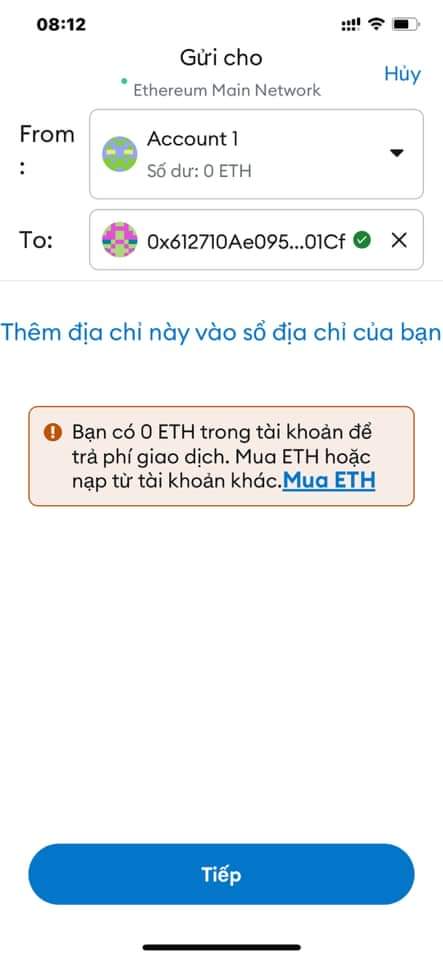 08:12
Gửi cho
Hủy
Ethereum Main Network
From
:
Account 1
Số dư: 0 ETH
To:
0x612710Ae095...01Cf
Thêm địa chỉ này vào sổ địa chỉ của bạn
Bạn có 0 ETH trong tài khoản để
trả phí giao dịch. Mua ETH hoặc
nạp từ tài khoản khác.Mua ETH
Tiếp